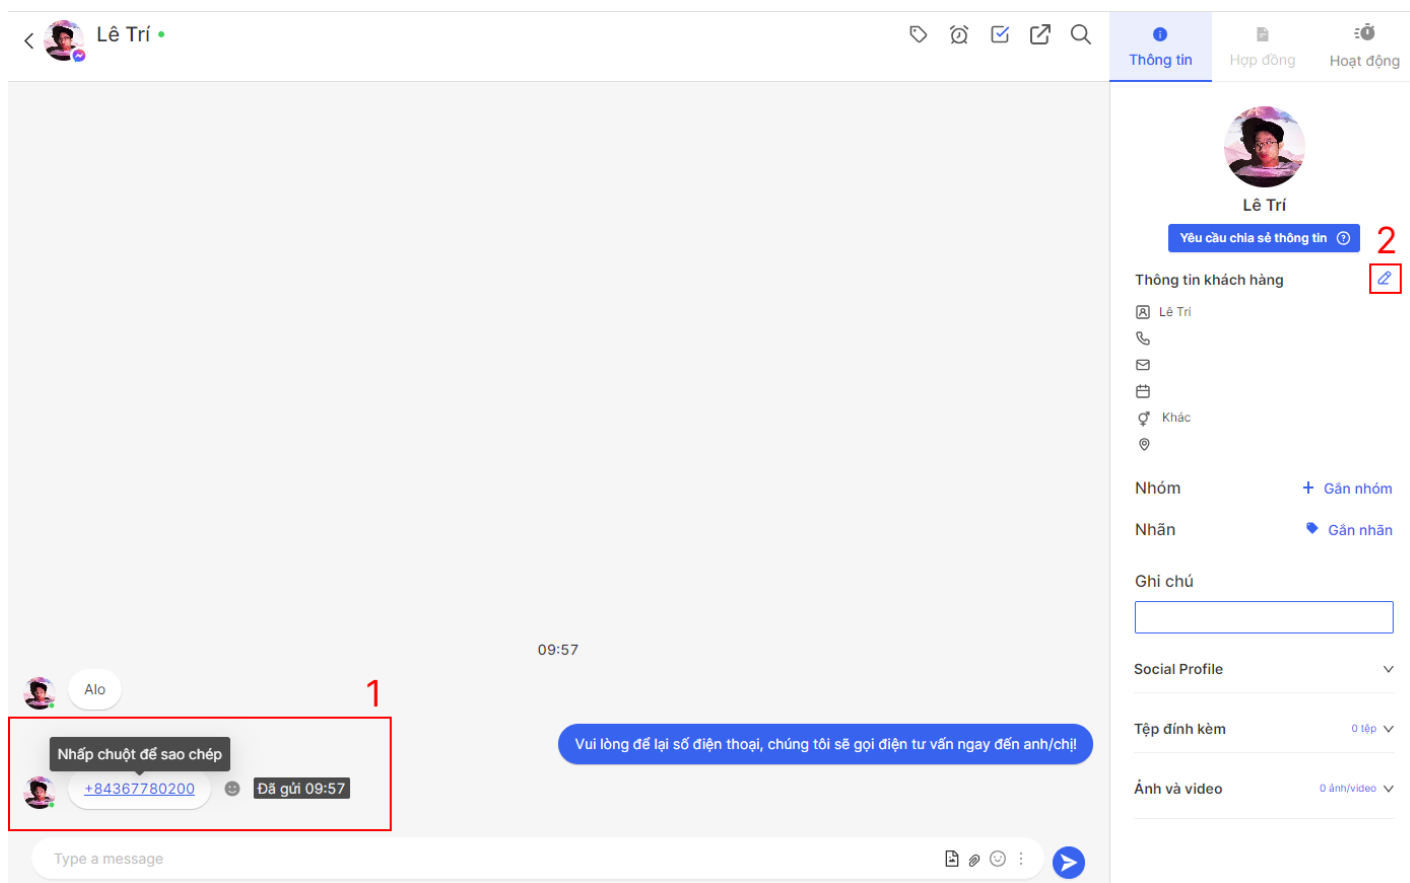 Lê Trí
Thông tin
Hợp đồng
Hoạt động
Lê Trí
Yêu cầu chia sẻ thông tin
2
Thông tin khách hàng
Lê Trí
Khác
Nhóm
+ Gắn nhóm
Nhãn
Gắn nhãn
Ghi chú
Social Profile
Tệp đính kèm
0 tệp
Ảnh và video
0 ảnh/video
09:57
Alo
1
Vui lòng để lại số điện thoại, chúng tôi sẽ gọi điện tư vấn ngay đến anh/chị!
Nhấp chuột để sao chép
+84367780200
Đã gửi 09:57
Type a message